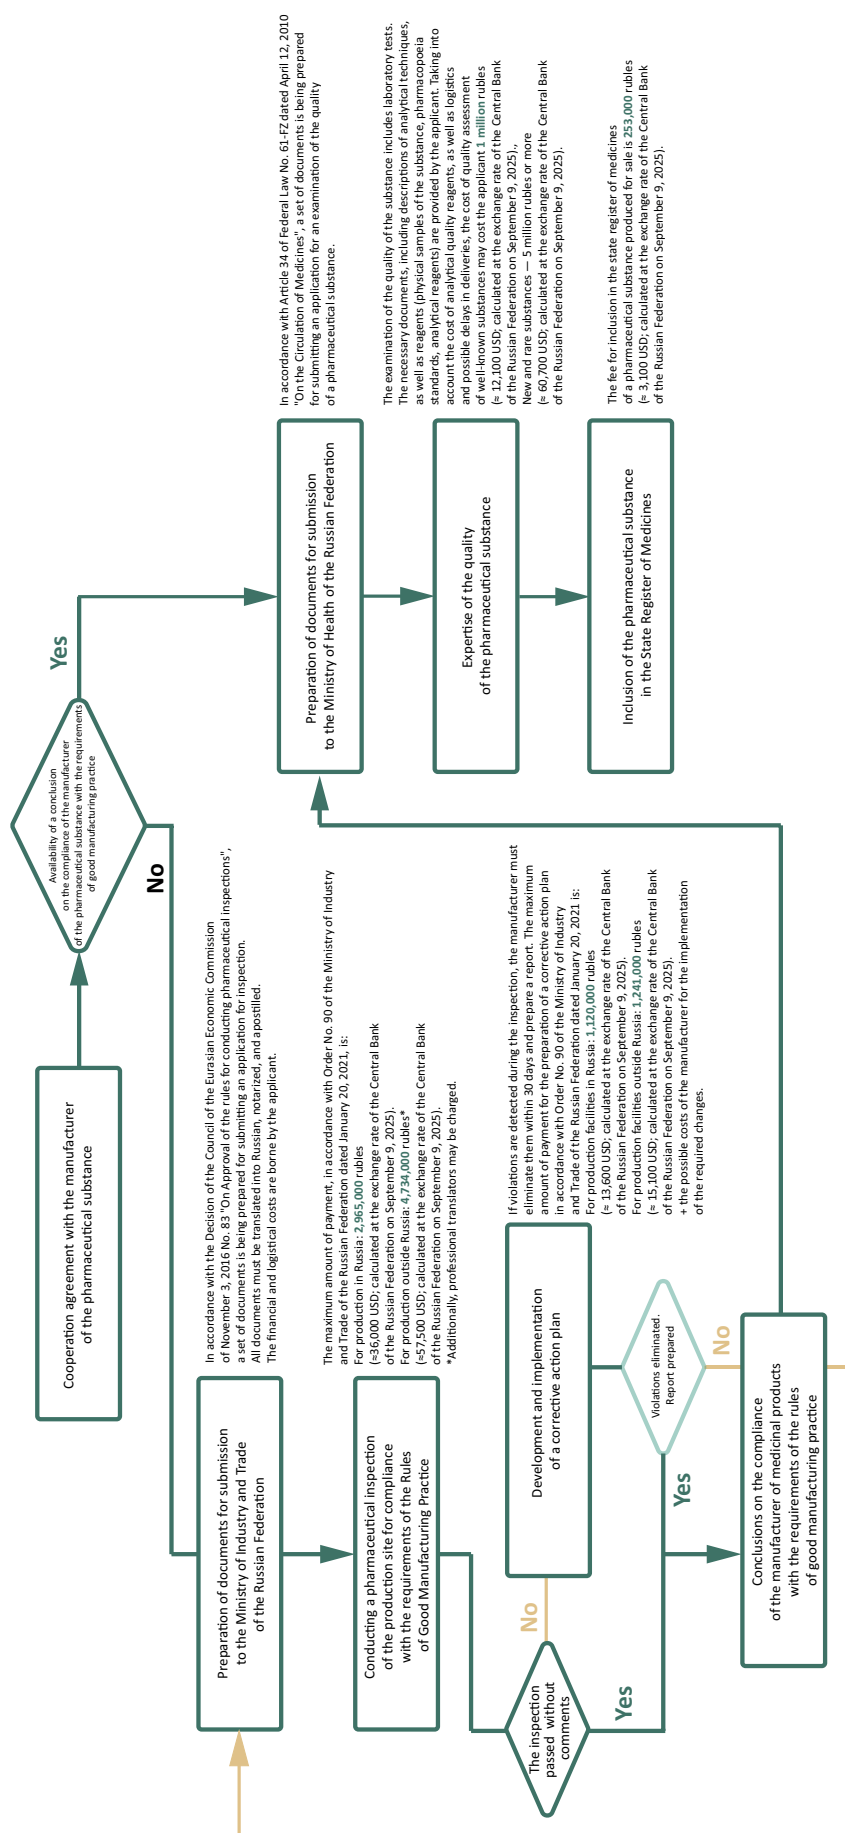 Cooperation agreement with the manufacturer
of the pharmaceutical substance
Availability of a conclusion
on the compliance of the manufacturer
of the pharmaceutical substance with the requirements
of good manufacturing practice
Yes
No
Preparation of documents for submission
to the Ministry of Industry and Trade
of the Russian Federation
In accordance with the Decision of the Council of the Eurasian Economic Commission
of November 3, 2016 No. 83 "On Approval of the rules for conducting pharmaceutical inspections",
a set of documents is being prepared for submitting an application for inspection.
All documents must be translated into Russian, notarized, and apostilled.
The financial and logistical costs are borne by the applicant.
Conducting a pharmaceutical inspection
of the production site for compliance
with the requirements of the Rules
of Good Manufacturing Practice
The maximum amount of payment, in accordance with Order No. 90 of the Ministry of Industry
and Trade of the Russian Federation dated January 20, 2021, is:
For production in Russia: 2,965,000 rubles
(≈36,000 USD; calculated at the exchange rate of the Central Bank
of the Russian Federation on September 9, 2025).
For production outside Russia: 4,734,000 rubles*
(≈57,500 USD; calculated at the exchange rate of the Central Bank
of the Russian Federation on September 9, 2025).
*Additionally, professional translators may be charged.
The inspection
passed without
comments
No
Yes
Development and implementation
of a corrective action plan
If violations are detected during the inspection, the manufacturer must
eliminate them within 30 days and prepare a report. The maximum
amount of payment for the preparation of a corrective action plan
in accordance with Order No. 90 of the Ministry of Industry
and Trade of the Russian Federation dated January 20, 2021 is:
For production facilities in Russia: 1,120,000 rubles
(≈ 13,600 USD; calculated at the exchange rate of the Central Bank
of the Russian Federation on September 9, 2025).
For production facilities outside Russia: 1,241,000 rubles
(≈ 15,100 USD; calculated at the exchange rate of the Central Bank
of the Russian Federation on September 9, 2025).
+ the possible costs of the manufacturer for the implementation
of the required changes.
Violations eliminated.
Report prepared
Yes
No
Conclusions on the compliance
of the manufacturer of medicinal products
with the requirements of the rules
of good manufacturing practice
Preparation of documents for submission
to the Ministry of Health of the Russian Federation
In accordance with Article 34 of Federal Law No. 61-FZ dated April 12, 2010
"On the Circulation of Medicines", a set of documents is being prepared
for submitting an application for an examination of the quality
of a pharmaceutical substance.
Expertise of the quality
of the pharmaceutical substance
The examination of the quality of the substance includes laboratory tests.
The necessary documents, including descriptions of analytical techniques,
as well as reagents (physical samples of the substance, pharmacopoeia
standards, analytical reagents) are provided by the applicant. Taking into
account the cost of analytical quality reagents, as well as logistics
and possible delays in deliveries, the cost of quality assessment
of well-known substances may cost the applicant 1 million rubles
(≈ 12,100 USD; calculated at the exchange rate of the Central Bank
of the Russian Federation on September 9, 2025).,
New and rare substances — 5 million rubles or more
(≈ 60,700 USD; calculated at the exchange rate of the Central Bank
of the Russian Federation on September 9, 2025).
Inclusion of the pharmaceutical substance
in the State Register of Medicines
The fee for inclusion in the state register of medicines
of a pharmaceutical substance produced for sale is 253,000 rubles
(≈ 3,100 USD; calculated at the exchange rate of the Central Bank
of the Russian Federation on September 9, 2025).